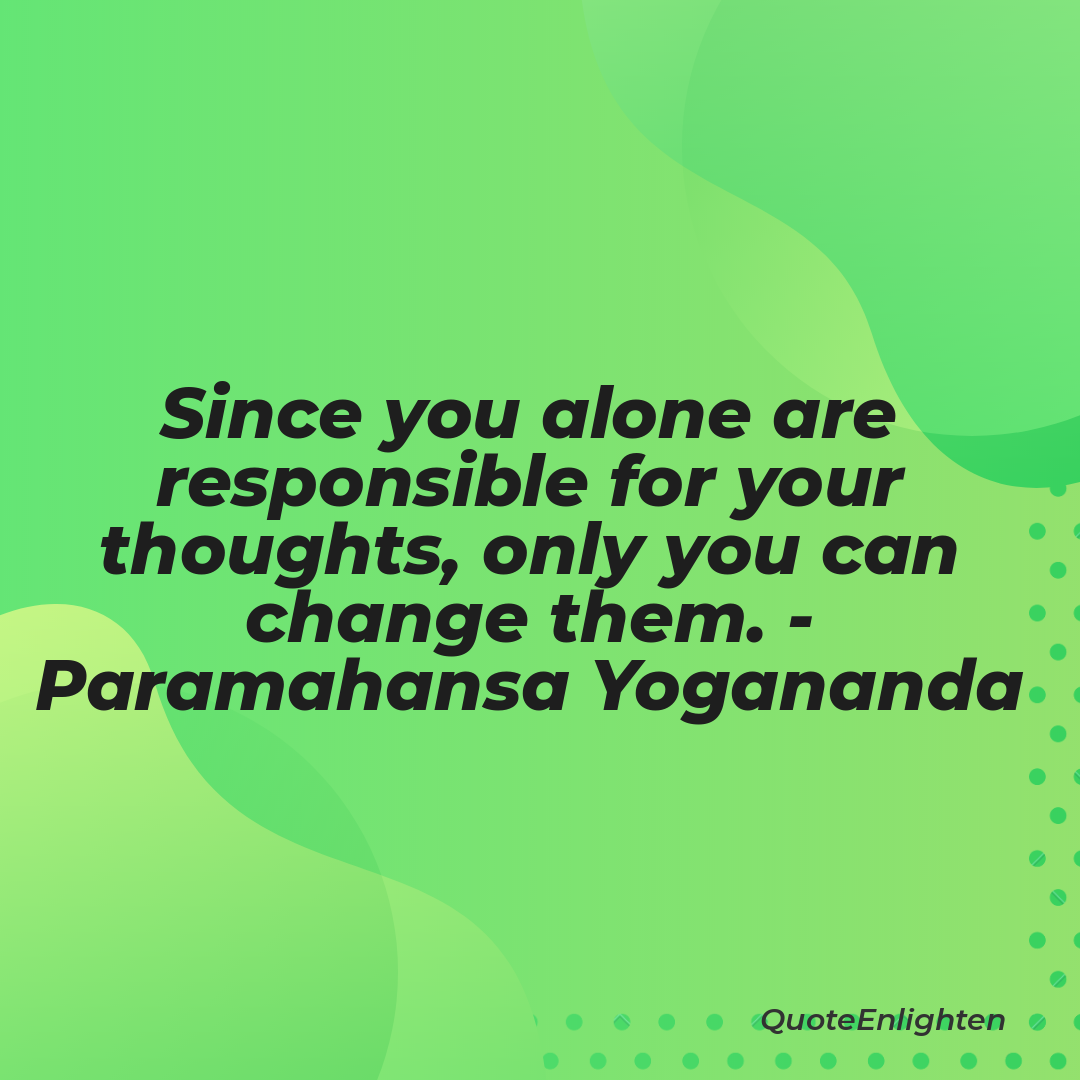 Since you alone are
responsible for your
thoughts, only you can
change them. -
Paramahansa Yogananda
QuoteEnlighten